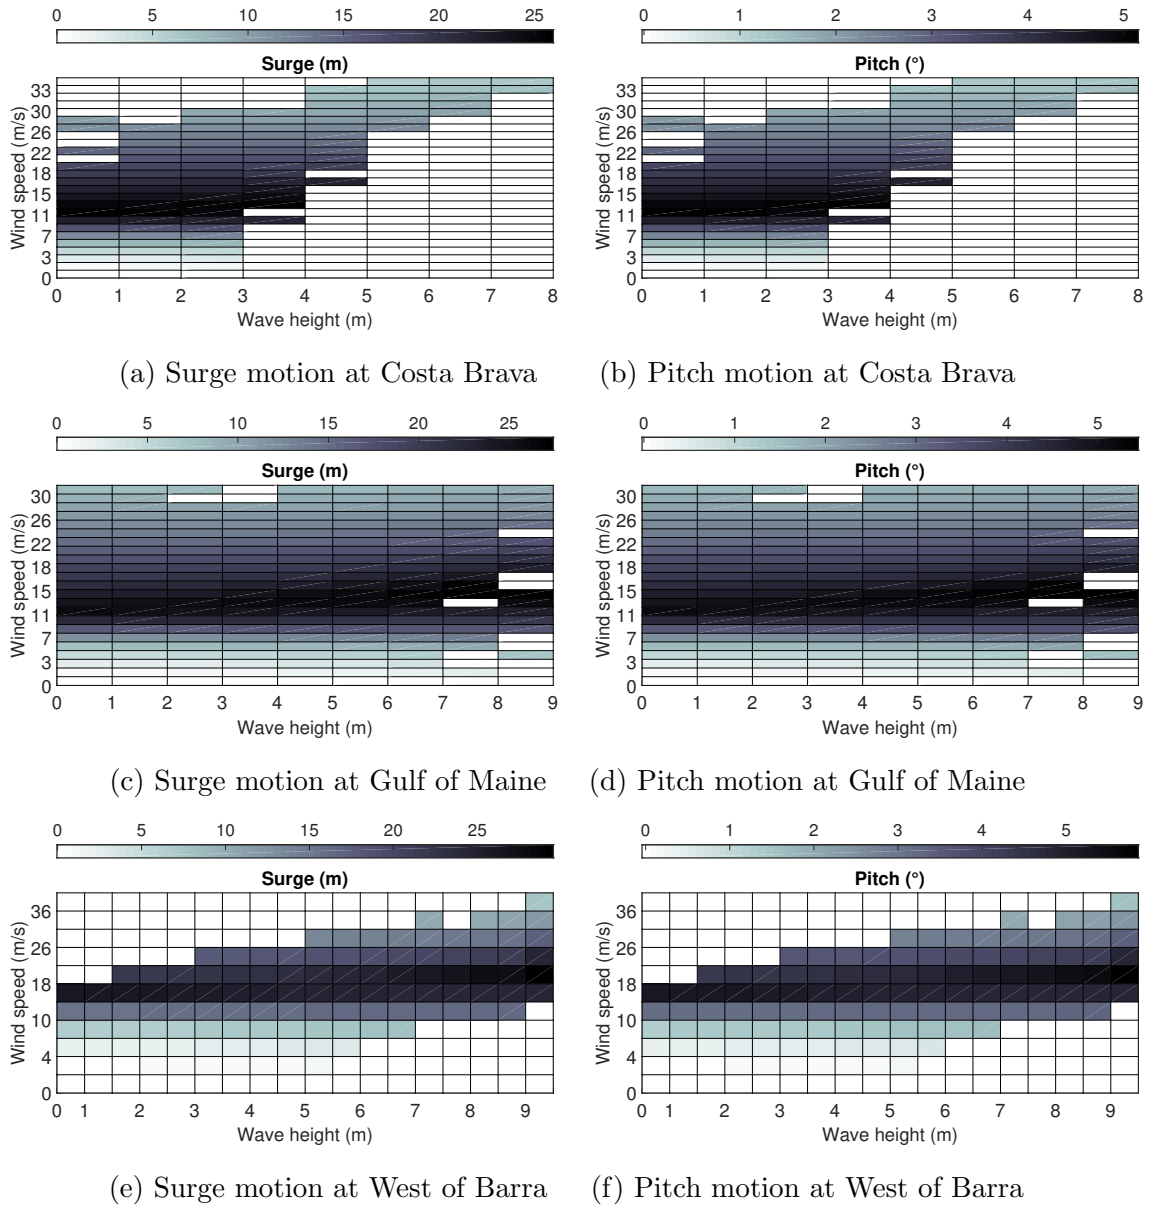 0 5 10 15 20 25
0 1 2 3 4 5
Surge (m)
Pitch (°)
33
30
26
22
18
15
11
7
3
0
Wind speed (m/s)
0 1 2 3 4 5 6 7 8
Wave height (m)
33
30
26
22
18
15
11
7
3
0
Wind speed (m/s)
0 1 2 3 4 5 6 7 8
Wave height (m)
(a) Surge motion at Costa Brava
(b) Pitch motion at Costa Brava
0 5 10 15 20 25
0 1 2 3 4 5
Surge (m)
Pitch (°)
30
26
22
18
15
11
7
3
0
Wind speed (m/s)
0 1 2 3 4 5 6 7 8 9
Wave height (m)
30
26
22
18
15
11
7
3
0
Wind speed (m/s)
0 1 2 3 4 5 6 7 8 9
Wave height (m)
(c) Surge motion at Gulf of Maine
(d) Pitch motion at Gulf of Maine
0 5 10 15 20 25
0 1 2 3 4 5
Surge (m)
Pitch (°)
36
26
18
10
4
0
Wind speed (m/s)
0 1 2 3 4 5 6 7 8 9
Wave height (m)
36
26
18
10
4
0
Wind speed (m/s)
0 1 2 3 4 5 6 7 8 9
Wave height (m)
(e) Surge motion at West of Barra
(f) Pitch motion at West of Barra